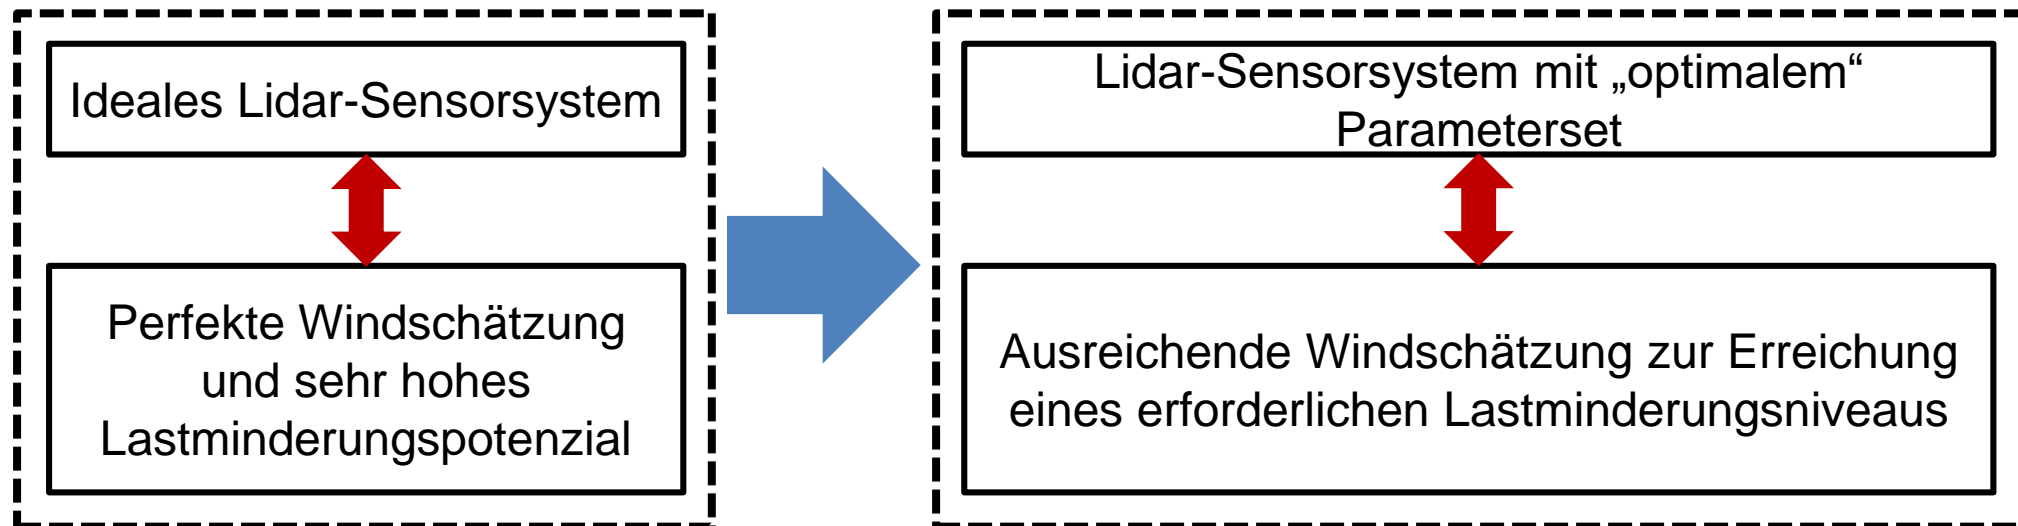 Ideales Lidar-Sensorsystem
Perfekte Windschätzung
und sehr hohes
Lastminderungspotenzial
Lidar-Sensorsystem mit „optimalem“
Parameterset
Ausreichende Windschätzung zur Erreichung
eines erforderlichen Lastminderungsniveaus